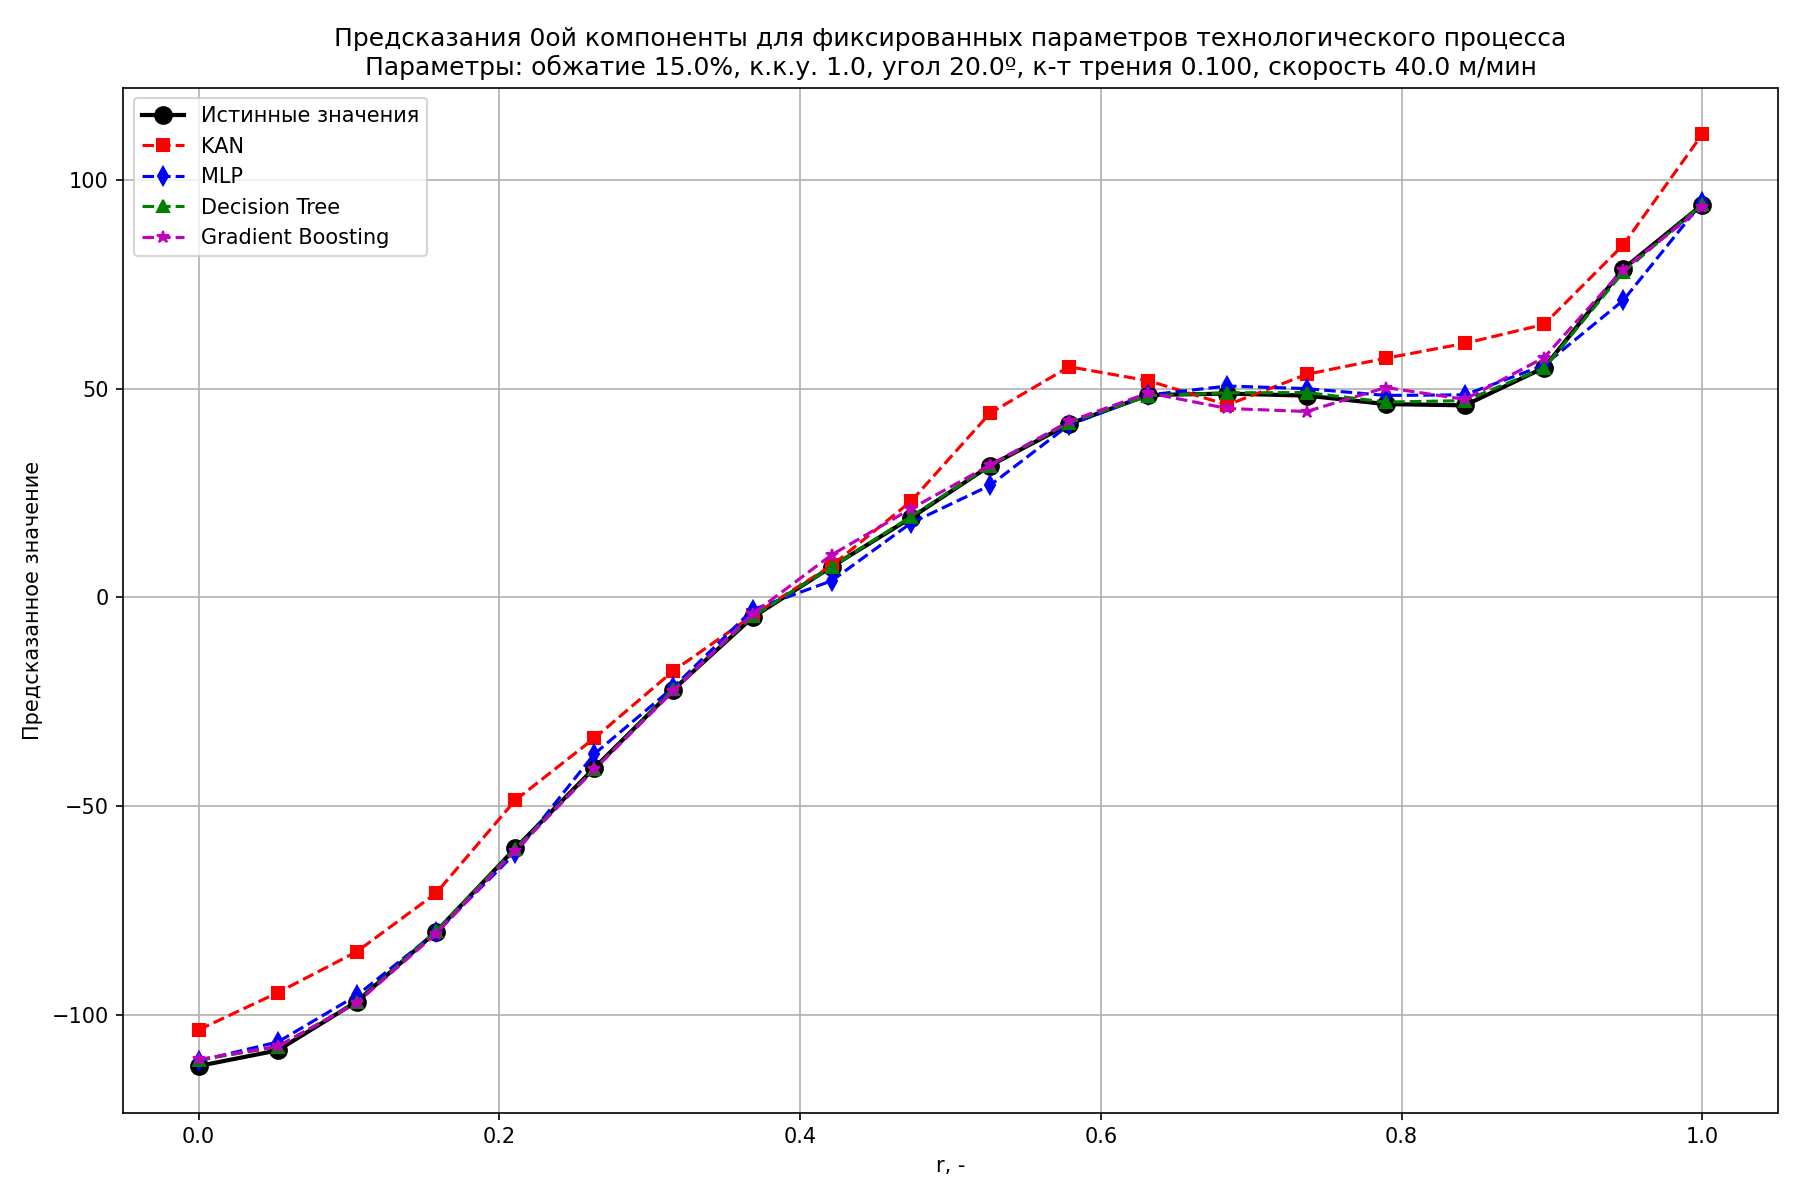 Предсказания 0ой компоненты для фиксированных параметров технологического процесса
Параметры: обжатие 15.0%, к.к.у. 1.0, угол 20.0º, к-т трения 0.100, скорость 40.0 м/мин
Истинные значения
KAN
MLP
Decision Tree
Gradient Boosting
Предсказанное значение
100
50
0
−50
−100
0.0 0.2 0.4 0.6 0.8 1.0
r, -